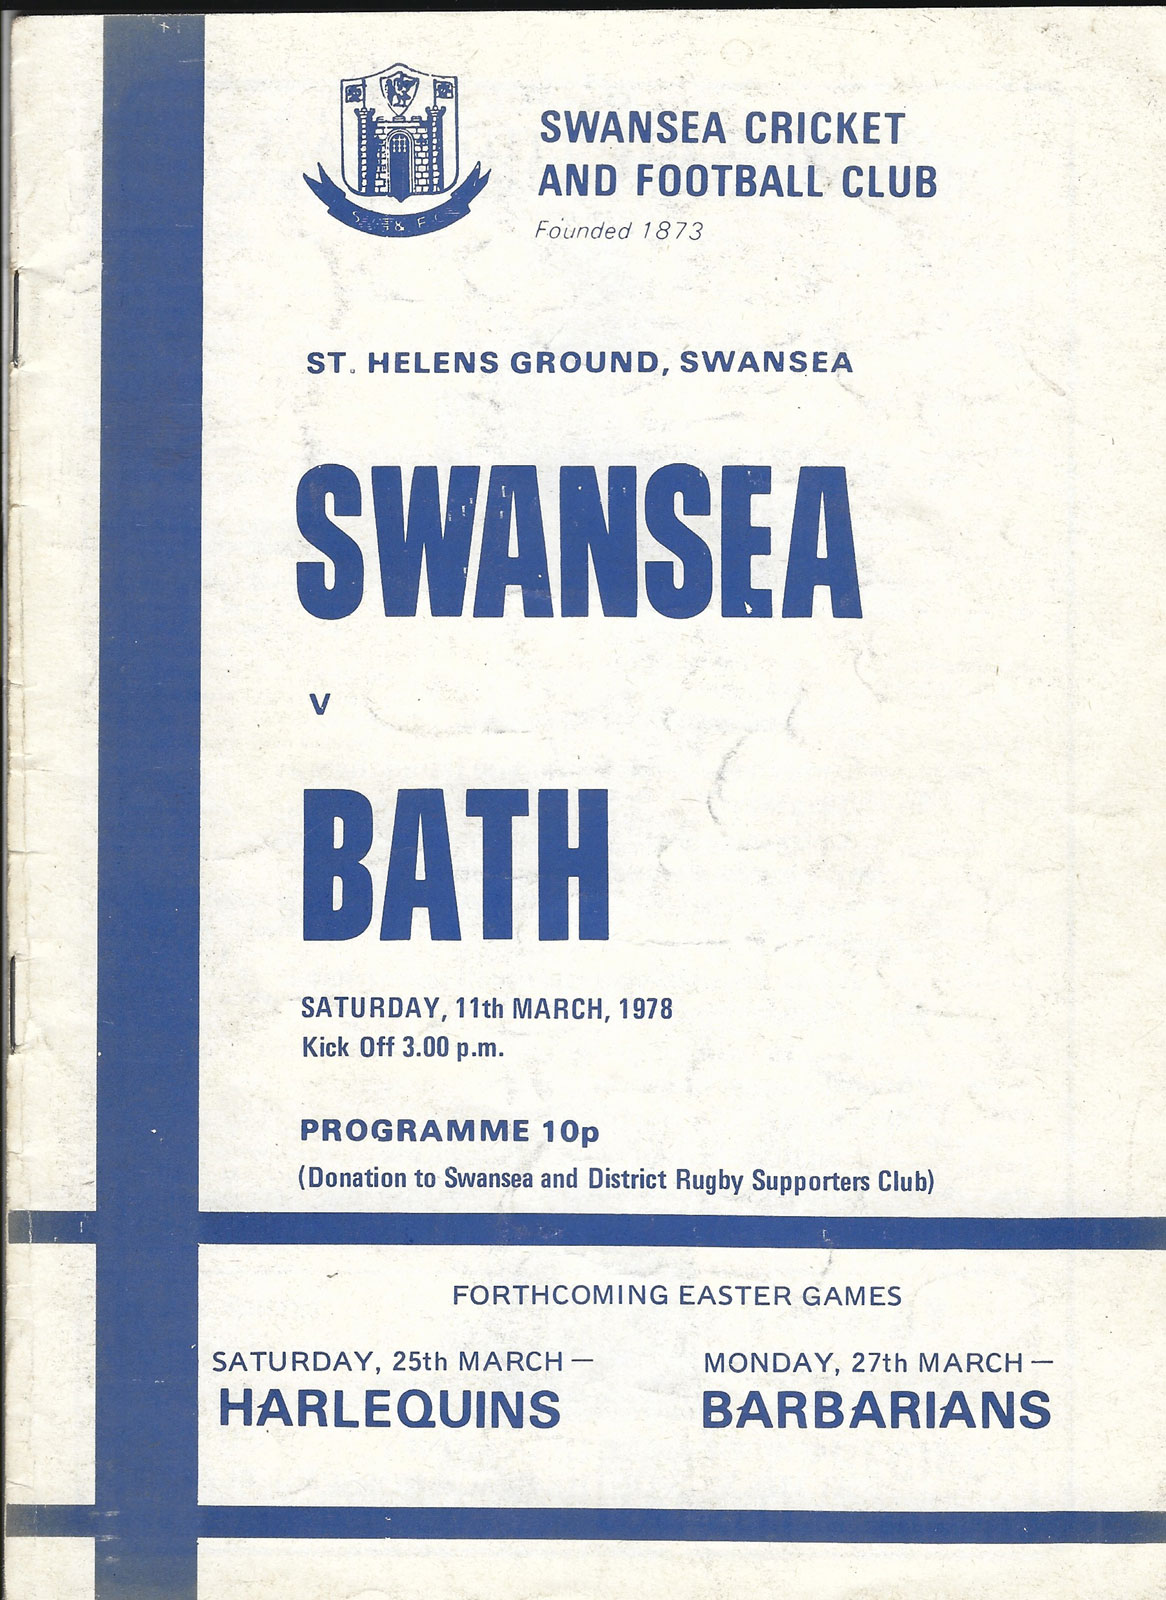 SWANSEA CRICKET
AND FOOTBALL CLUB
Founded 1873
ST. HELENS GROUND, SWANSEA
SWANSEA
v
BATH
SATURDAY, 11th MARCH, 1978
Kick Off 3.00 p.m.
PROGRAMME 10p
(Donation to Swansea and District Rugby Supporters Club)
FORTHCOMING EASTER GAMES
SATURDAY, 25th MARCH —
HARLEQUINS
MONDAY, 27th MARCH —
BARBARIANS